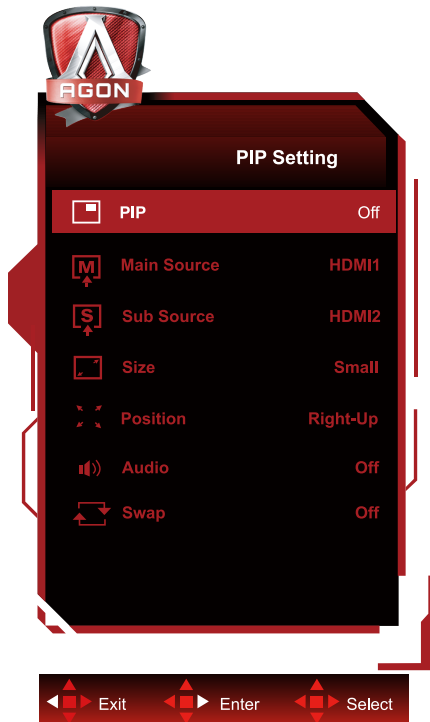 AGON
PIP Setting
PIP Off
M Main Source HDMI1
S Sub Source HDMI2
Size Small
Position Right-Up
Audio Off
Swap Off
Exit Enter Select